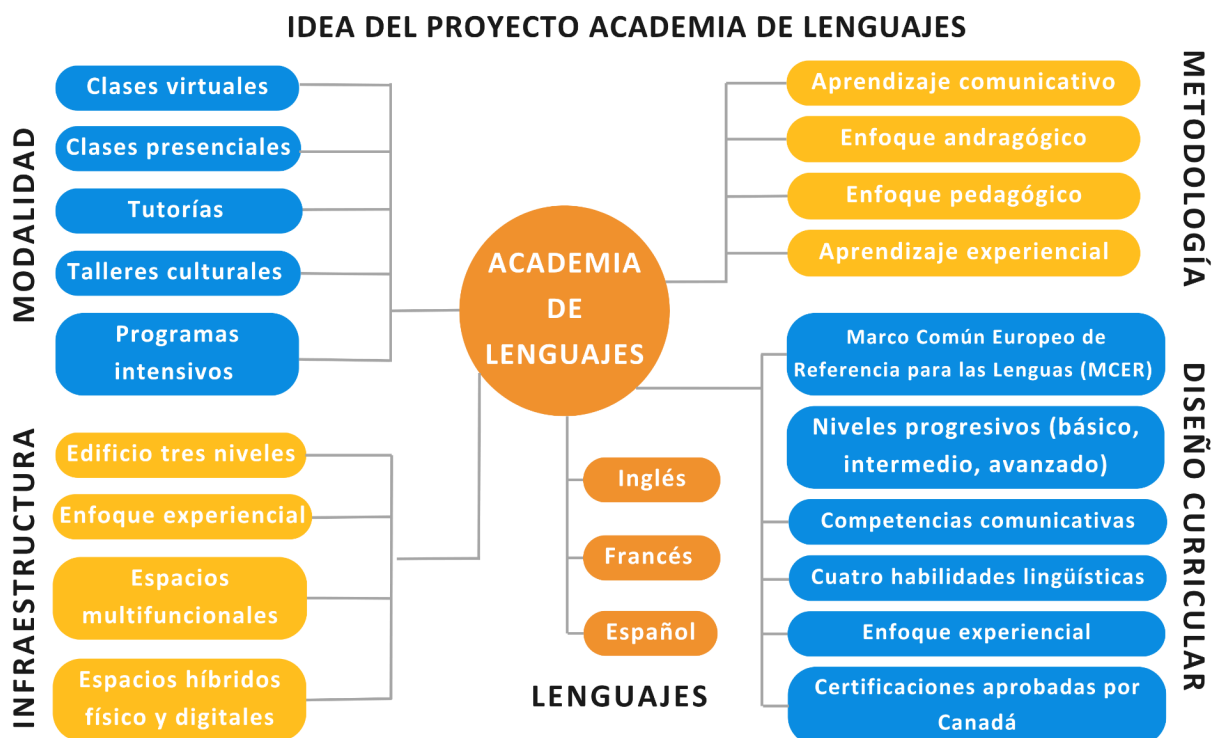 IDEA DEL PROYECTO ACADEMIA DE LENGUAJES
MODALIDAD
Clases virtuales
Clases presenciales
Tutorías
Talleres culturales
Programas
intensivos
INFRAESTRUCTURA
Edificio tres niveles
Enfoque experiencial
Espacios
multifuncionales
Espacios híbridos
físico y digitales
ACADEMIA
DE
LENGUAJES
Inglés
Francés
Español
LENGUAJES
METODOLOGÍA
Aprendizaje comunicativo
Enfoque andragógico
Enfoque pedagógico
Aprendizaje experiencial
DISEÑO CURRICULAR
Marco Común Europeo de
Referencia para las Lenguas (MCER)
Niveles progresivos (básico,
intermedio, avanzado)
Competencias comunicativas
Cuatro habilidades lingüísticas
Enfoque experiencial
Certificaciones aprobadas por
Canadá